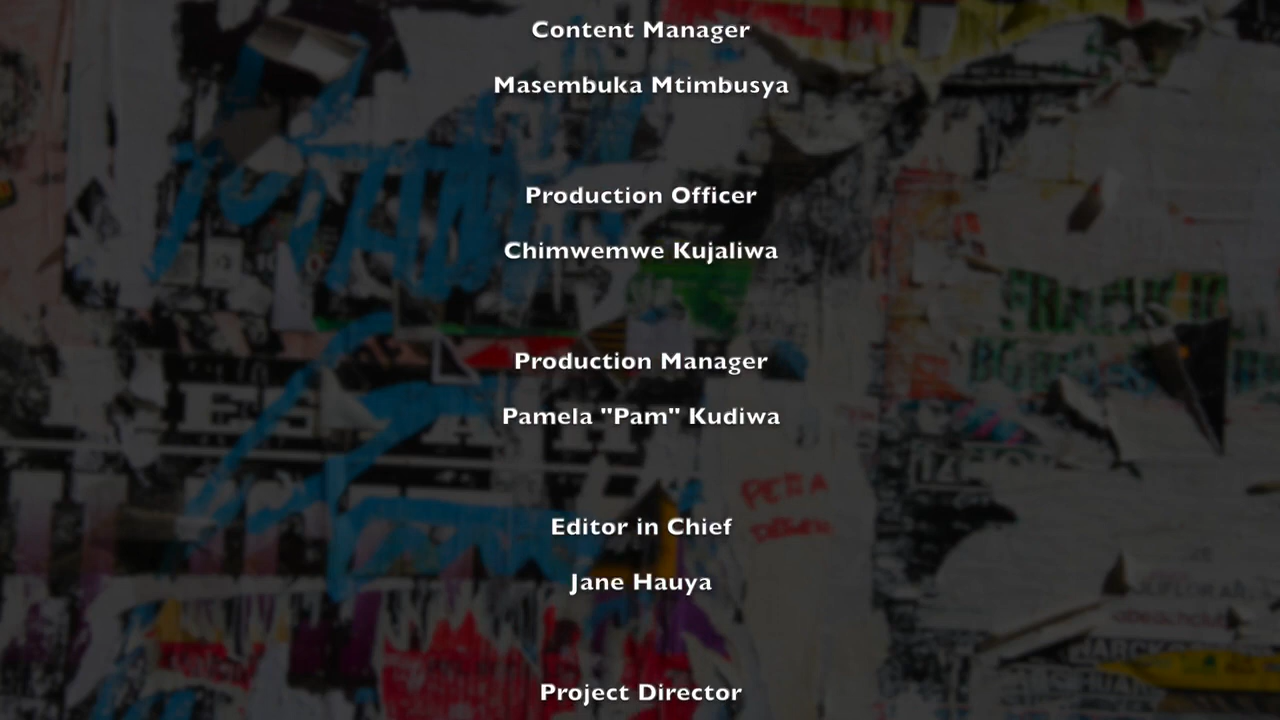 Content Manager
Masembuka Mtimbusya
Production Officer
Chimwemwe Kujaliwa
Production Manager
Pamela "Pam" Kudiwa
Editor in Chief
Jane Hauya
Project Director